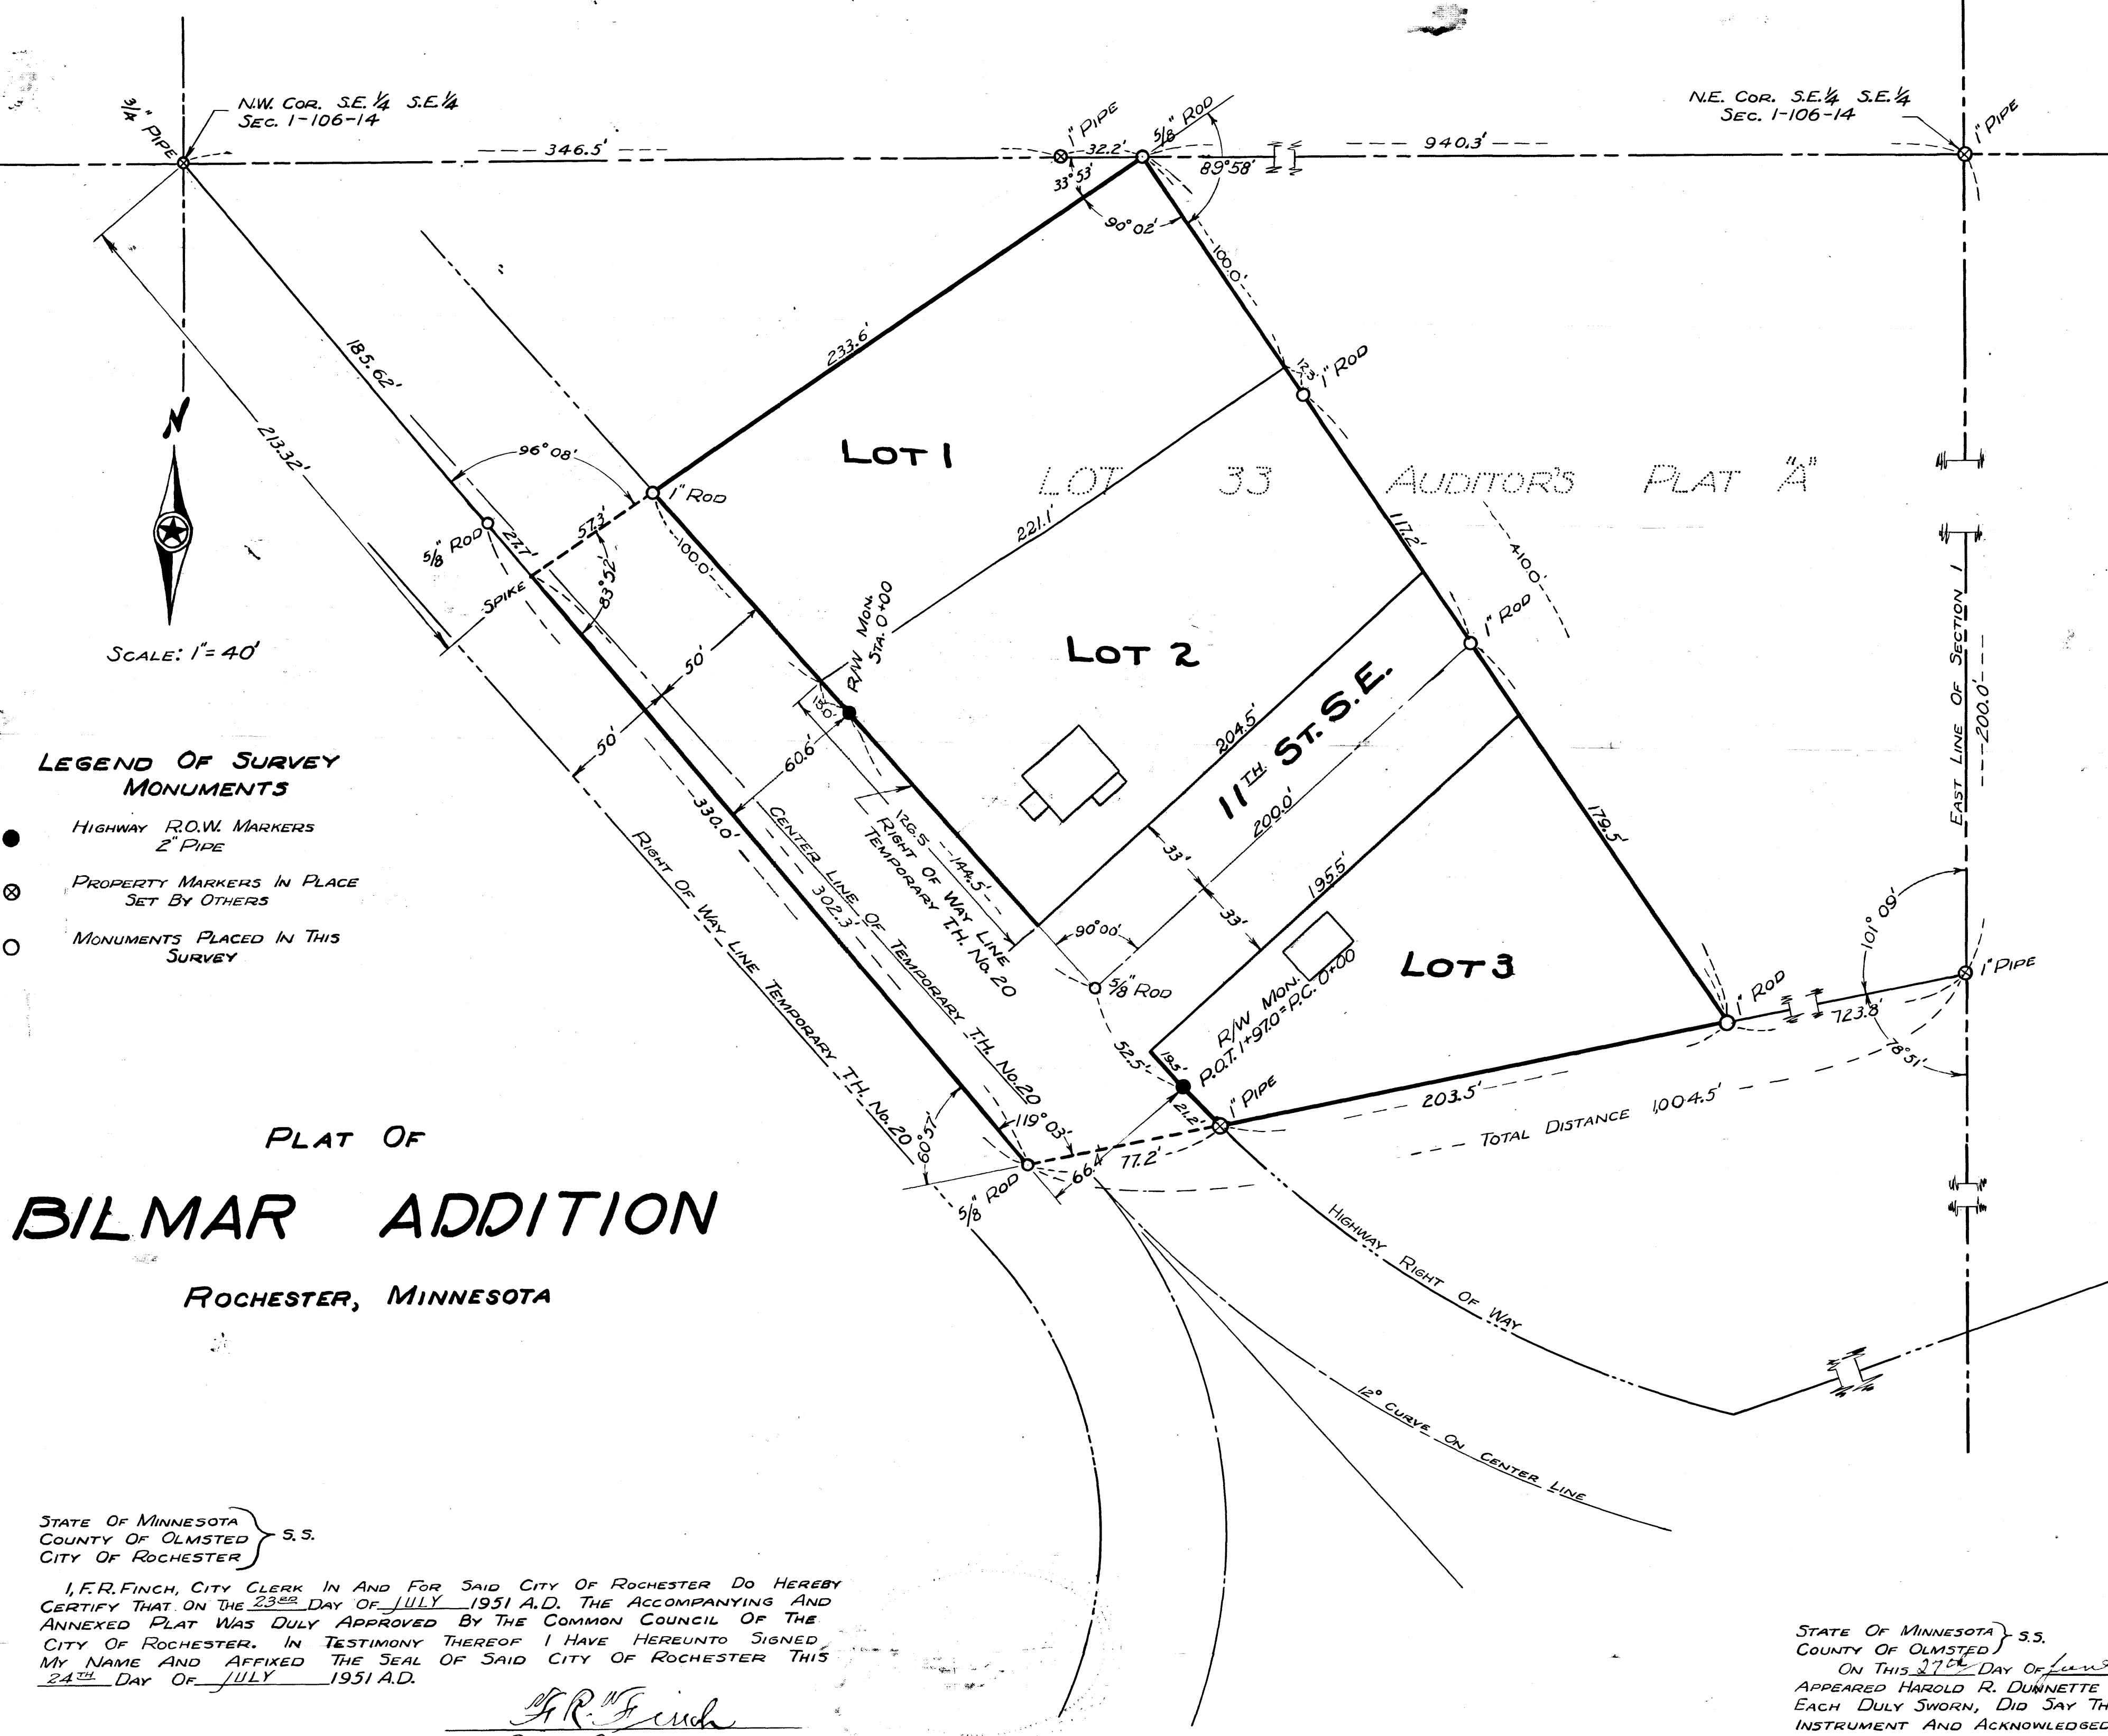 N.W. COR. S.E.¼ S.E.¼
SEC. 1-106-14
¾" PIPE
346.5'
1" PIPE
32.2'
5/8" ROD
33°53'
90°02'
89°58'
940.3'
N.E. COR. S.E.¼ S.E.¼
SEC. 1-106-14
1" PIPE
100.0'
12.3'
1" ROD
233.6'
185.62'
213.32'
N
SCALE: 1"=40'
LOT 1
LOT 33 AUDITOR'S PLAT "A"
96°08'
1" ROD
5/8" ROD
27.7'
57.3'
SPIKE
83°52'
100.0'
221.1'
117.2'
410.0'
1" ROD
R/W MON.
STA. 0+00
LOT 2
50'
50'
60.6'
204.5'
11TH. ST. S.E.
200.0'
33'
33'
195.5'
179.5'
EAST LINE OF SECTION 1
200.0'
LEGEND OF SURVEY
MONUMENTS
HIGHWAY R.O.W. MARKERS
2" PIPE
PROPERTY MARKERS IN PLACE
SET BY OTHERS
MONUMENTS PLACED IN THIS
SURVEY
330.0'
302.3'
CENTER LINE OF TEMPORARY T.H. No. 20
RIGHT OF WAY LINE TEMPORARY T.H. No. 20
126.5
144.5'
RIGHT OF WAY LINE
TEMPORARY T.H. No. 20
90°00'
5/8" ROD
52.5'
LOT 3
R/W MON.
P.O.T. 1+97.0 = P.C. 0+00
19.5'
21.2'
1" PIPE
1" ROD
101°09'
1" PIPE
723.8'
78°51'
203.5'
TOTAL DISTANCE 1,004.5'
119°03'
60°57'
66.4
77.2'
5/8" ROD
HIGHWAY RIGHT OF WAY
12° CURVE ON CENTER LINE
PLAT OF
BILMAR ADDITION
ROCHESTER, MINNESOTA
STATE OF MINNESOTA
COUNTY OF OLMSTED
CITY OF ROCHESTER
S.S.
I, F.R. FINCH, CITY CLERK IN AND FOR SAID CITY OF ROCHESTER DO HEREBY
CERTIFY THAT ON THE 23RD DAY OF JULY 1951 A.D. THE ACCOMPANYING AND
ANNEXED PLAT WAS DULY APPROVED BY THE COMMON COUNCIL OF THE
CITY OF ROCHESTER. IN TESTIMONY THEREOF I HAVE HEREUNTO SIGNED
MY NAME AND AFFIXED THE SEAL OF SAID CITY OF ROCHESTER THIS
24TH DAY OF JULY 1951 A.D.
F.R. Finch
STATE OF MINNESOTA
COUNTY OF OLMSTED
S.S.
ON THIS 27th DAY OF
APPEARED HAROLD R. DUNNETTE
EACH DULY SWORN, DID SAY TH
INSTRUMENT AND ACKNOWLEDGED